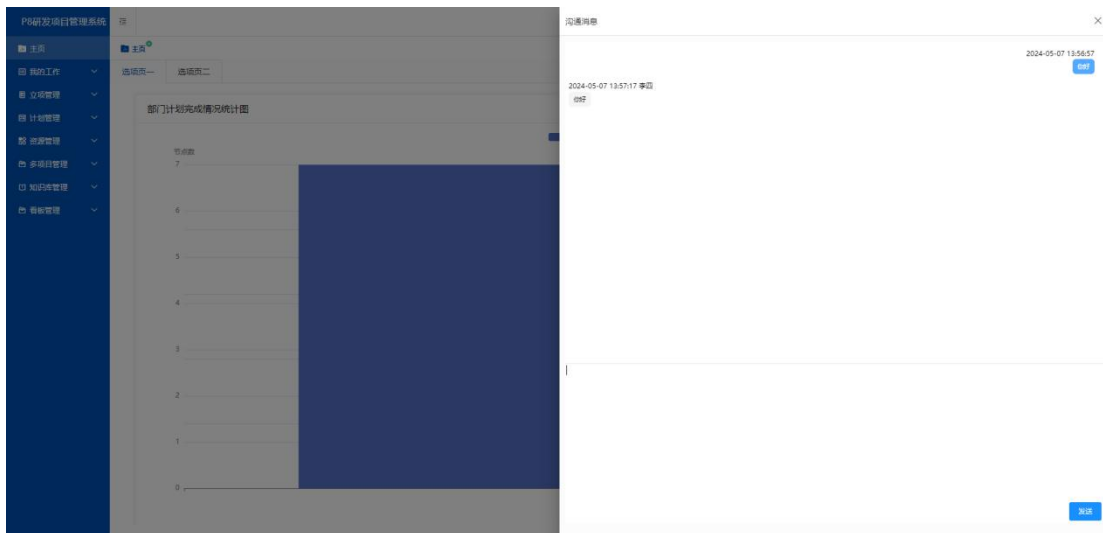 P8研发项目管理系统
主页
我的工作
立项管理
计划管理
资源管理
多项目管理
知识库管理
看板管理
主页
选项页一 选项页二
部门计划完成情况统计图
节点数
7
6
5
4
3
2
1
0
沟通消息
2024-05-07 13:56:57
你好
2024-05-07 13:57:17 李四
你好
发送